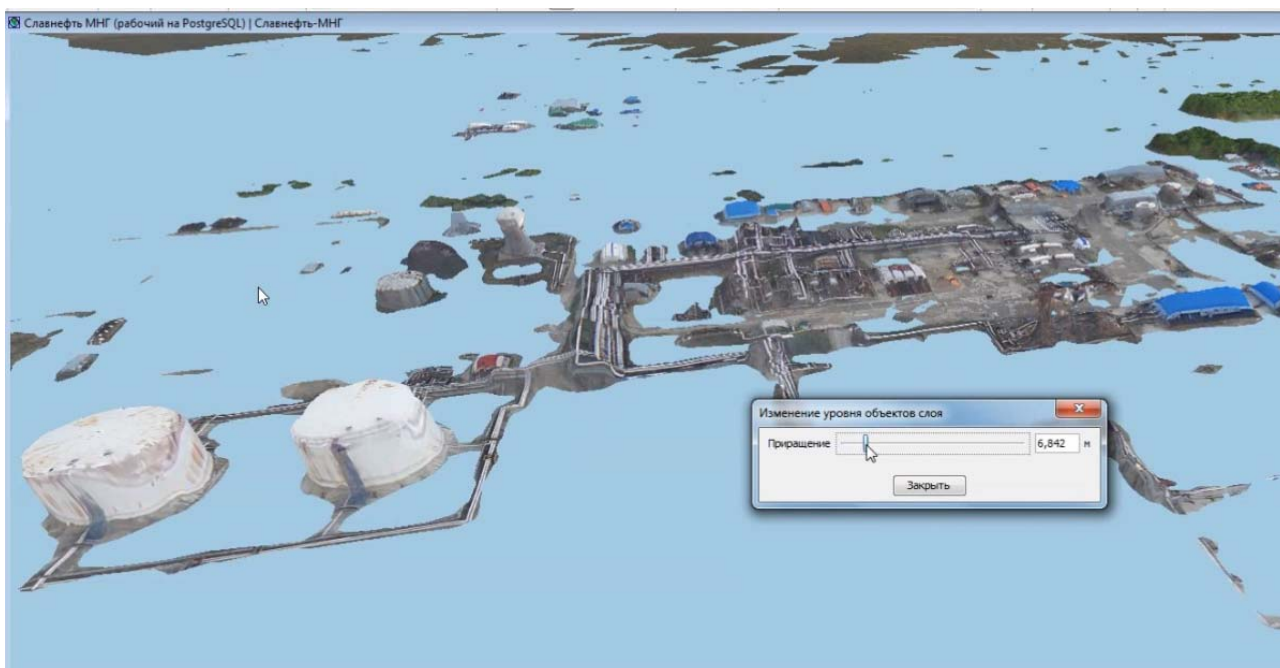 Славнефть МНГ (рабочий на PostgreSQL) | Славнефть-МНГ
Изменение уровня объектов слоя
Приращение 6,842 м
Закрыть